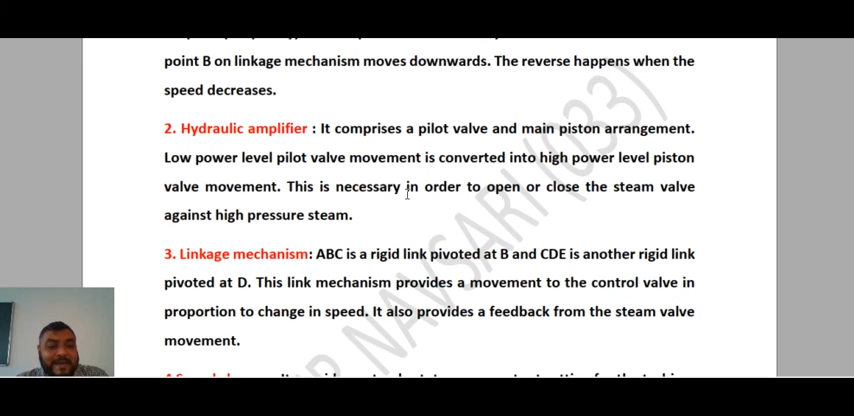 point B on linkage mechanism moves downwards. The reverse happens when the
speed decreases.
2. Hydraulic amplifier : It comprises a pilot valve and main piston arrangement.
Low power level pilot valve movement is converted into high power level piston
valve movement. This is necessary in order to open or close the steam valve
against high pressure steam.
3. Linkage mechanism: ABC is a rigid link pivoted at B and CDE is another rigid link
pivoted at D. This link mechanism provides a movement to the control valve in
proportion to change in speed. It also provides a feedback from the steam valve
movement.
NAVSARI (033)